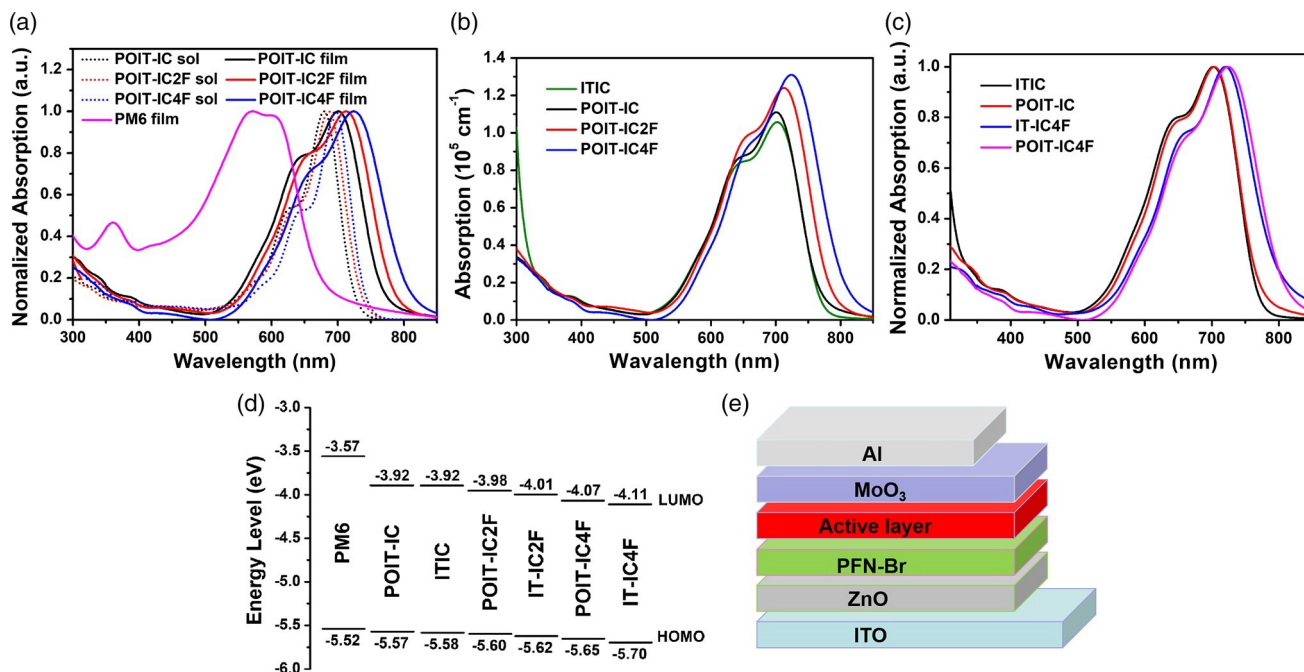 (a)
POIT-IC sol
POIT-IC film
POIT-IC2F sol
POIT-IC2F film
POIT-IC4F sol
POIT-IC4F film
PM6 film
Nomalized Absorption (a.u.)
1.2
1.0
0.8
0.6
0.4
0.2
0.0
300 400 500 600 700 800
Wavelength (nm)
(b)
ITIC
POIT-IC
POIT-IC2F
POIT-IC4F
Absorption (10⁵ cm⁻¹)
1.4
1.2
1.0
0.8
0.6
0.4
0.2
0.0
300 400 500 600 700 800
Wavalength (nm)
(c)
ITIC
POIT-IC
IT-IC4F
POIT-IC4F
Normalized Absorption (a.u.)
1.0
0.8
0.6
0.4
0.2
0.0
400 500 600 700 800
Wavelength (nm)
(d)
Energy Level (eV)
-3.0
-3.5
-4.0
-4.5
-5.0
-5.5
-6.0
-3.57
-3.92
-3.92
-3.98
-4.01
-4.07
-4.11
LUMO
PM6
POIT-IC
ITIC
POIT-IC2F
IT-IC2F
POIT-IC4F
IT-IC4F
-5.52
-5.57
-5.58
-5.60
-5.62
-5.65
-5.70
HOMO
(e)
Al
MoO₃
Active layer
PFN-Br
ZnO
ITO